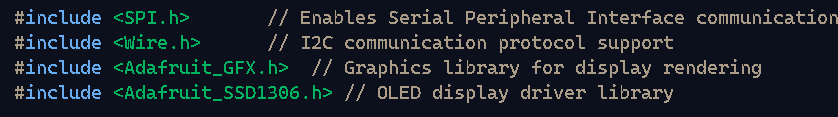 #include <SPI.h>       // Enables Serial Peripheral Interface communication
#include <Wire.h>      // I2C communication protocol support
#include <Adafruit_GFX.h>  // Graphics library for display rendering
#include <Adafruit_SSD1306.h> // OLED display driver library